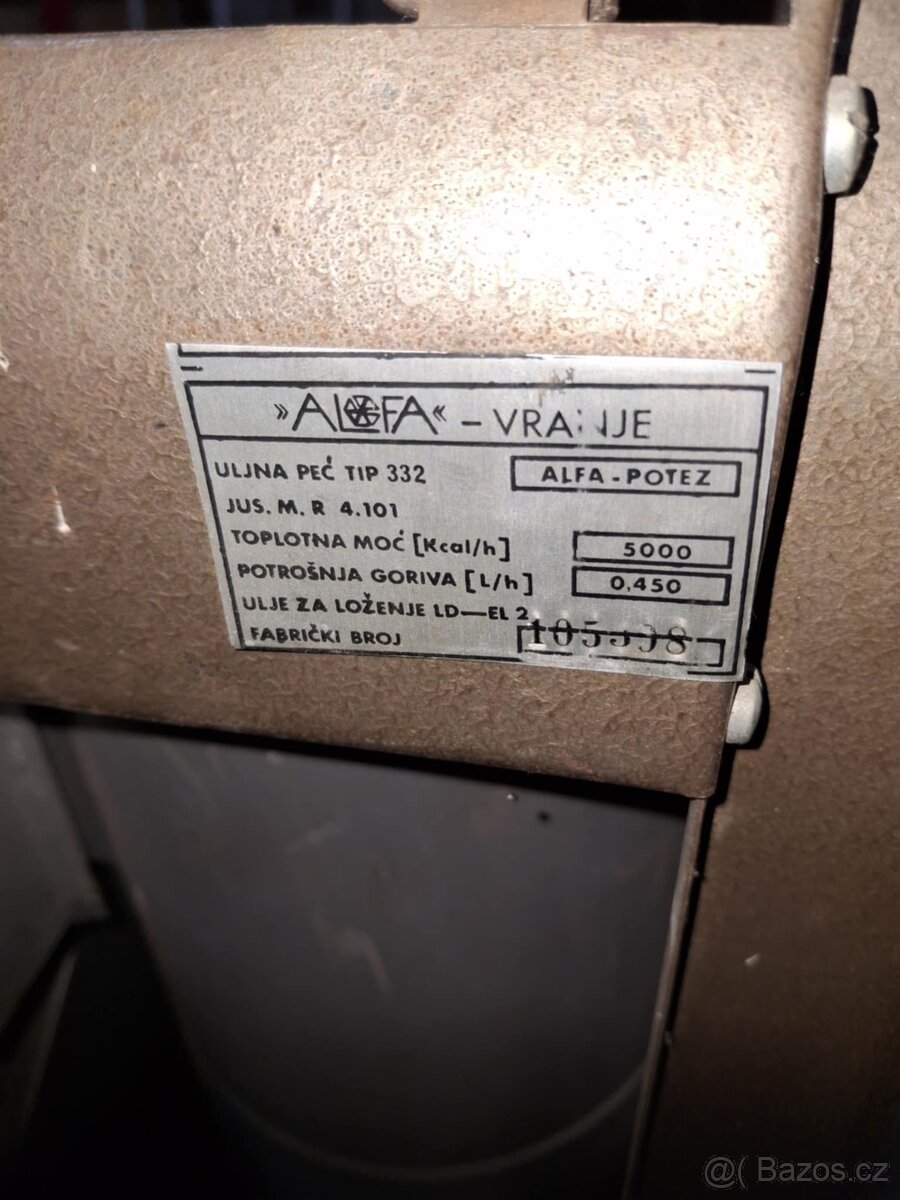 »ALFA« – VRANJE
ULJNA PEĆ TIP 332 ALFA - POTEZ
JUS. M. R 4.101
TOPLOTNA MOĆ [Kcal/h] 5000
POTROŠNJA GORIVA [L/h] 0,450
ULJE ZA LOŽENJE LD—EL 2
FABRIČKI BROJ
@( Bazos.cz